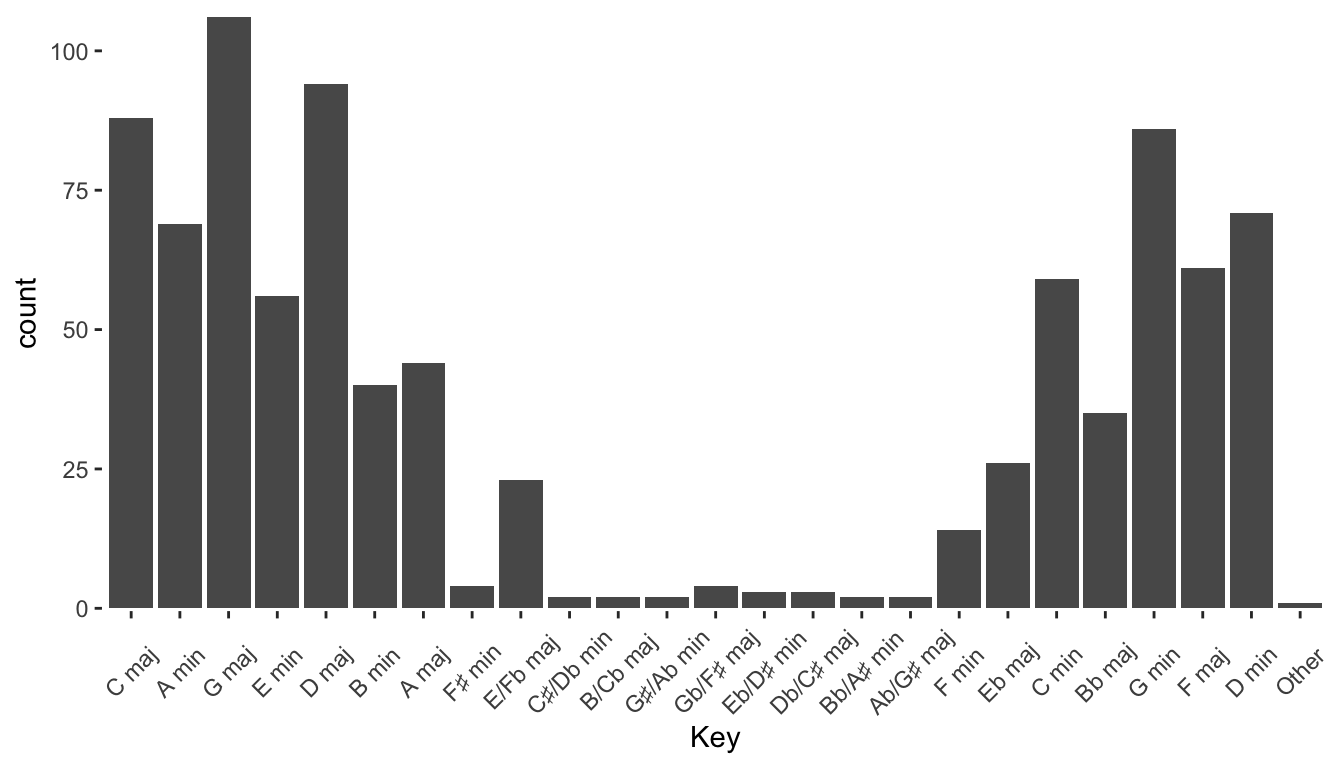 count
100
75
50
25
0
C maj
A min
G maj
E min
D maj
B min
A maj
F♯ min
E/Fb maj
C♯/Db min
B/Cb maj
G♯/Ab min
Gb/F♯ maj
Eb/D♯ min
Db/C♯ maj
Bb/A♯ min
Ab/G♯ maj
F min
Eb maj
C min
Bb maj
G min
F maj
D min
Other
Key